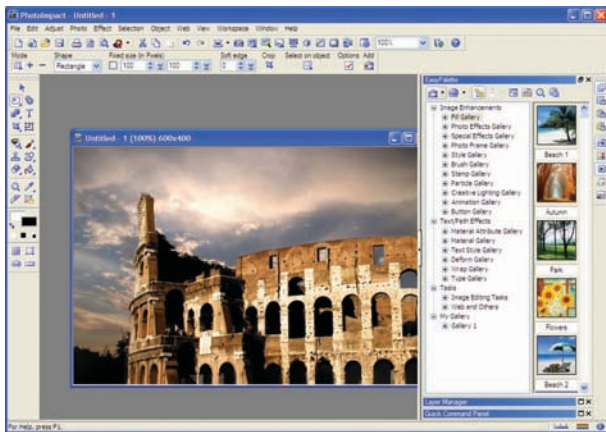 PhotoImpact - Untitled - 1
File Edit Adjust Photo Effect Selection Object Web View Workspace Window Help
100%
Mode Shape Fixed size (in Pixels) Soft edge Crop Select on object Options Add
Rectangle 100 100 0
EasyPalette
Untitled - 1 (100%) 600x400
Image Enhancements
Fill Gallery
Photo Effects Gallery
Special Effects Gallery
Photo Frame Gallery
Style Gallery
Brush Gallery
Stamp Gallery
Particle Gallery
Creative Lighting Gallery
Animation Gallery
Button Gallery
Text/Path Effects
Material Attribute Gallery
Material Gallery
Text Style Gallery
Deform Gallery
Wrap Gallery
Type Gallery
Tasks
Image Editing Tasks
Web and Others
My Gallery
Gallery 1
Beach 1
Autumn
Park
Flowers
Beach 2
Layer Manager
Quick Command Panel
For Help, press F1.